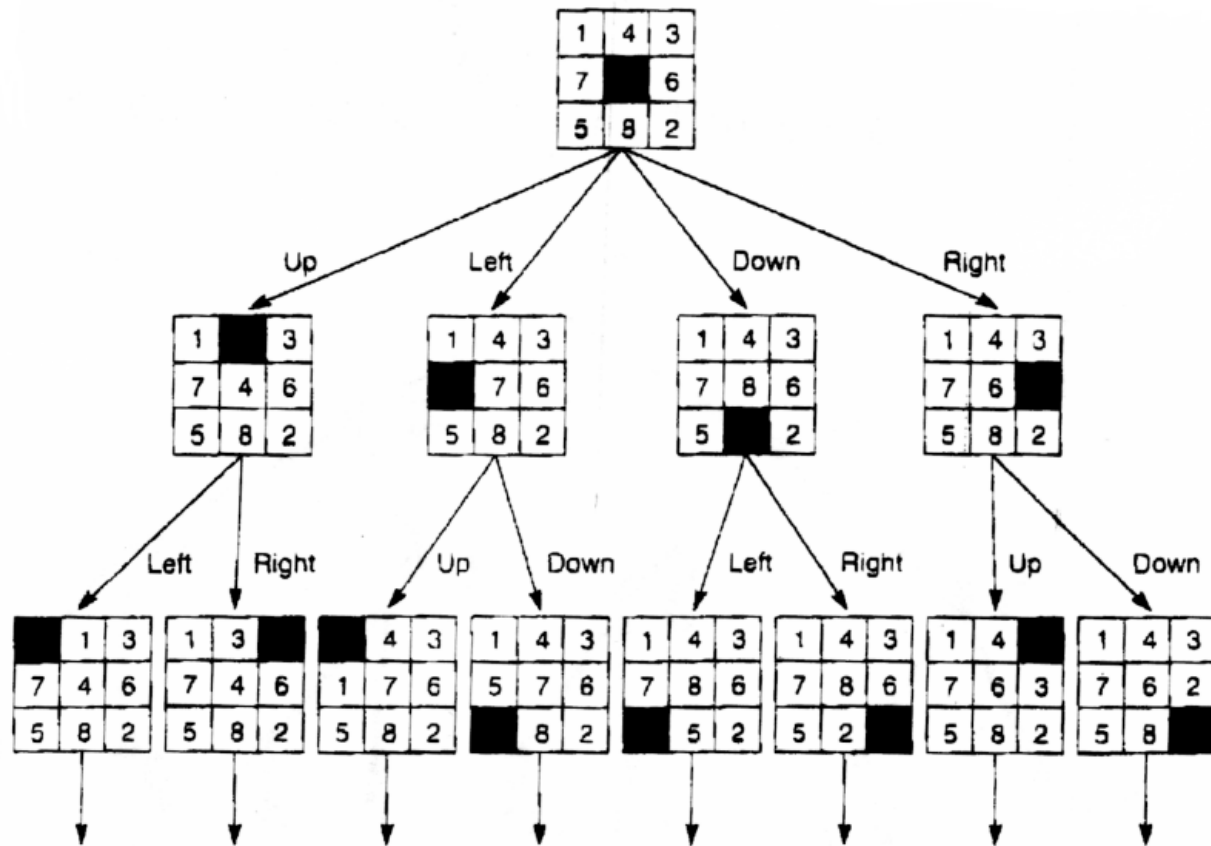 1 4 3
7 6
5 8 2
Up Left Down Right
1 3 1 4 3 1 4 3 1 4 3
7 4 6 7 6 7 8 6 7 6
5 8 2 5 8 2 5 2 5 8 2
Left Right Up Down Left Right Up Down
1 3 1 3 4 3 1 4 3 1 4 3 1 4 3 1 4 1 4 3
7 4 6 7 4 6 1 7 6 5 7 6 7 8 6 7 8 6 7 6 3 7 6 2
5 8 2 5 8 2 5 8 2 8 2 5 2 5 2 5 8 2 5 8